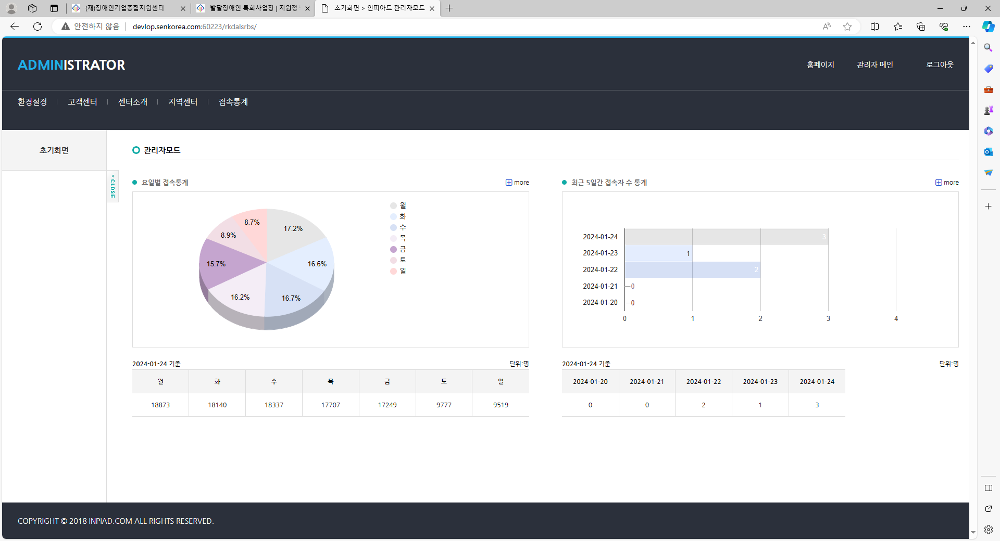 (재)장애인기업종합지원센터
발달장애인 특화사업장 | 지원정
초기화면 > 인피아드 관리자모드
안전하지 않음
devlop.senkorea.com:60223/rkdalsrbs/
ADMINISTRATOR
홈페이지
관리자 메인
로그아웃
환경설정
고객센터
센터소개
지역센터
접속통계
초기화면
CLOSE
관리자모드
요일별 접속통계
more
8.7%
17.2%
8.9%
15.7%
16.6%
16.2%
16.7%
월
화
수
목
금
토
일
2024-01-24 기준 단위:명
월 화 수 목 금 토 일
18873 18140 18337 17707 17249 9777 9519
최근 5일간 접속자 수 통계
more
2024-01-24 3
2024-01-23 1
2024-01-22 2
2024-01-21 0
2024-01-20 0
0 1 2 3 4
2024-01-24 기준 단위:명
2024-01-20 2024-01-21 2024-01-22 2024-01-23 2024-01-24
0 0 2 1 3
COPYRIGHT © 2018 INPIAD.COM ALL RIGHTS RESERVED.